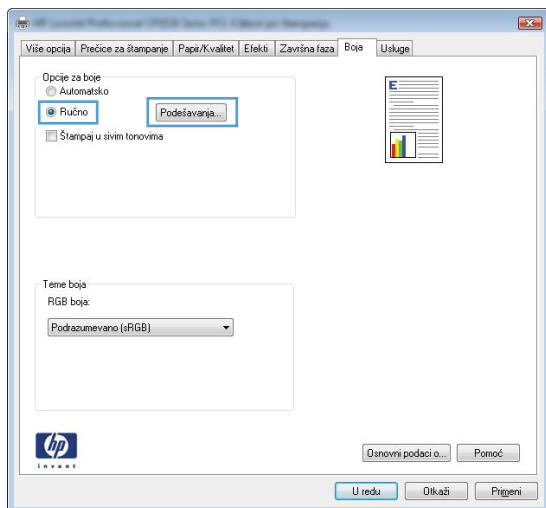 Više opcija Prečice za štampanje Papir/Kvalitet Efekti Završna faza Boja Usluge
Opcije za boje
Automatsko
Ručno Podešavanja...
Štampaj u sivim tonovima
E
Teme boja
RGB boja:
Podrazumevano (sRGB)
hp
invent
Osnovni podaci o... Pomoć
U redu Otkaži Primeni